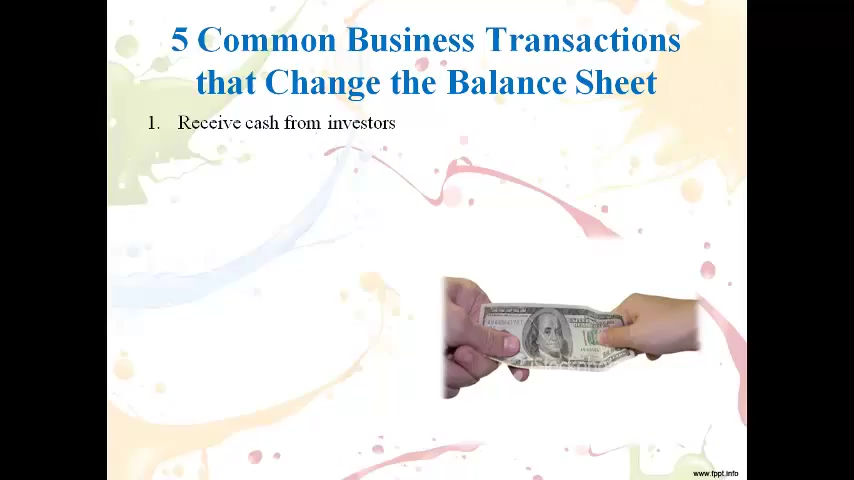 5 Common Business Transactions
that Change the Balance Sheet
1. Receive cash from investors
www.fppt.info